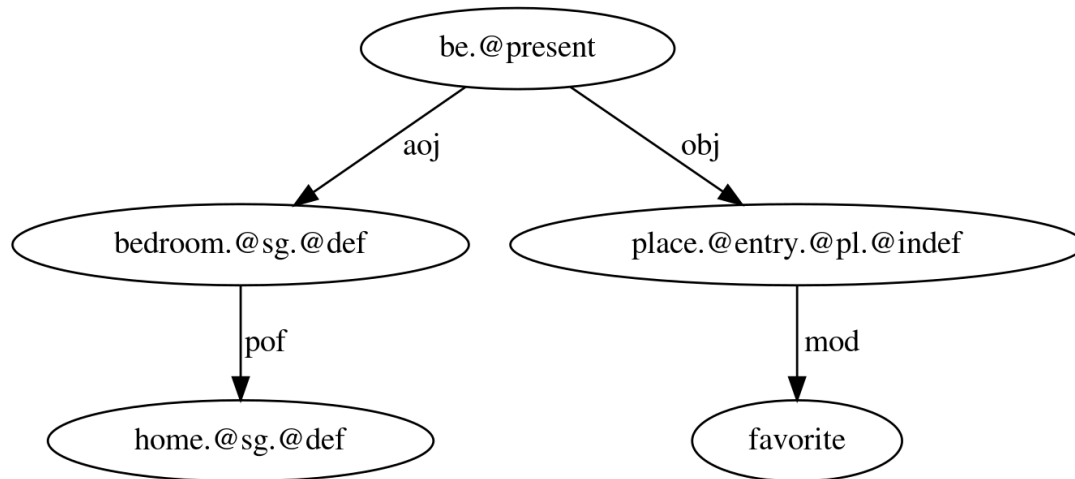 be.@present
aoj obj
bedroom.@sg.@def place.@entry.@pl.@indef
pof mod
home.@sg.@def favorite